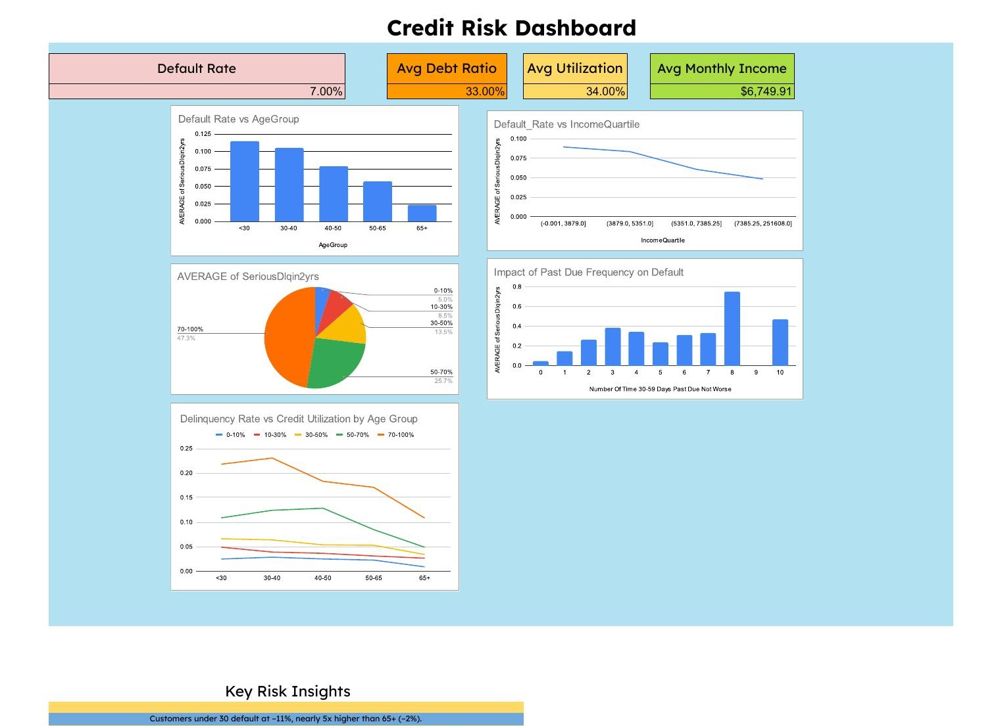 Credit Risk Dashboard
Default Rate
7.00%
Avg Debt Ratio
33.00%
Avg Utilization
34.00%
Avg Monthly Income
$6,749.91
Default Rate vs AgeGroup
AVERAGE of SeriousDlqin2yrs
0.125
0.100
0.075
0.050
0.025
0.000
<30 30-40 40-50 50-65 65+
AgeGroup
Default_Rate vs IncomeQuartile
AVERAGE of SeriousDlqin2yrs
0.100
0.075
0.050
0.025
0.000
(-0.001, 3879.0] (3879.0, 5351.0] (5351.0, 7385.25] (7385.25, 251608.0]
IncomeQuartile
AVERAGE of SeriousDlqin2yrs
0-10%
5.0%
10-30%
8.5%
30-50%
13.5%
70-100%
47.3%
50-70%
25.7%
Impact of Past Due Frequency on Default
AVERAGE of SeriousDlqin2yrs
0.8
0.6
0.4
0.2
0.0
0 1 2 3 4 5 6 7 8 9 10
Number Of Time 30-59 Days Past Due Not Worse
Delinquency Rate vs Credit Utilization by Age Group
0-10% 10-30% 30-50% 50-70% 70-100%
0.25
0.20
0.15
0.10
0.05
0.00
<30 30-40 40-50 50-65 65+
Key Risk Insights
Customers under 30 default at ~11%, nearly 5x higher than 65+ (~2%).